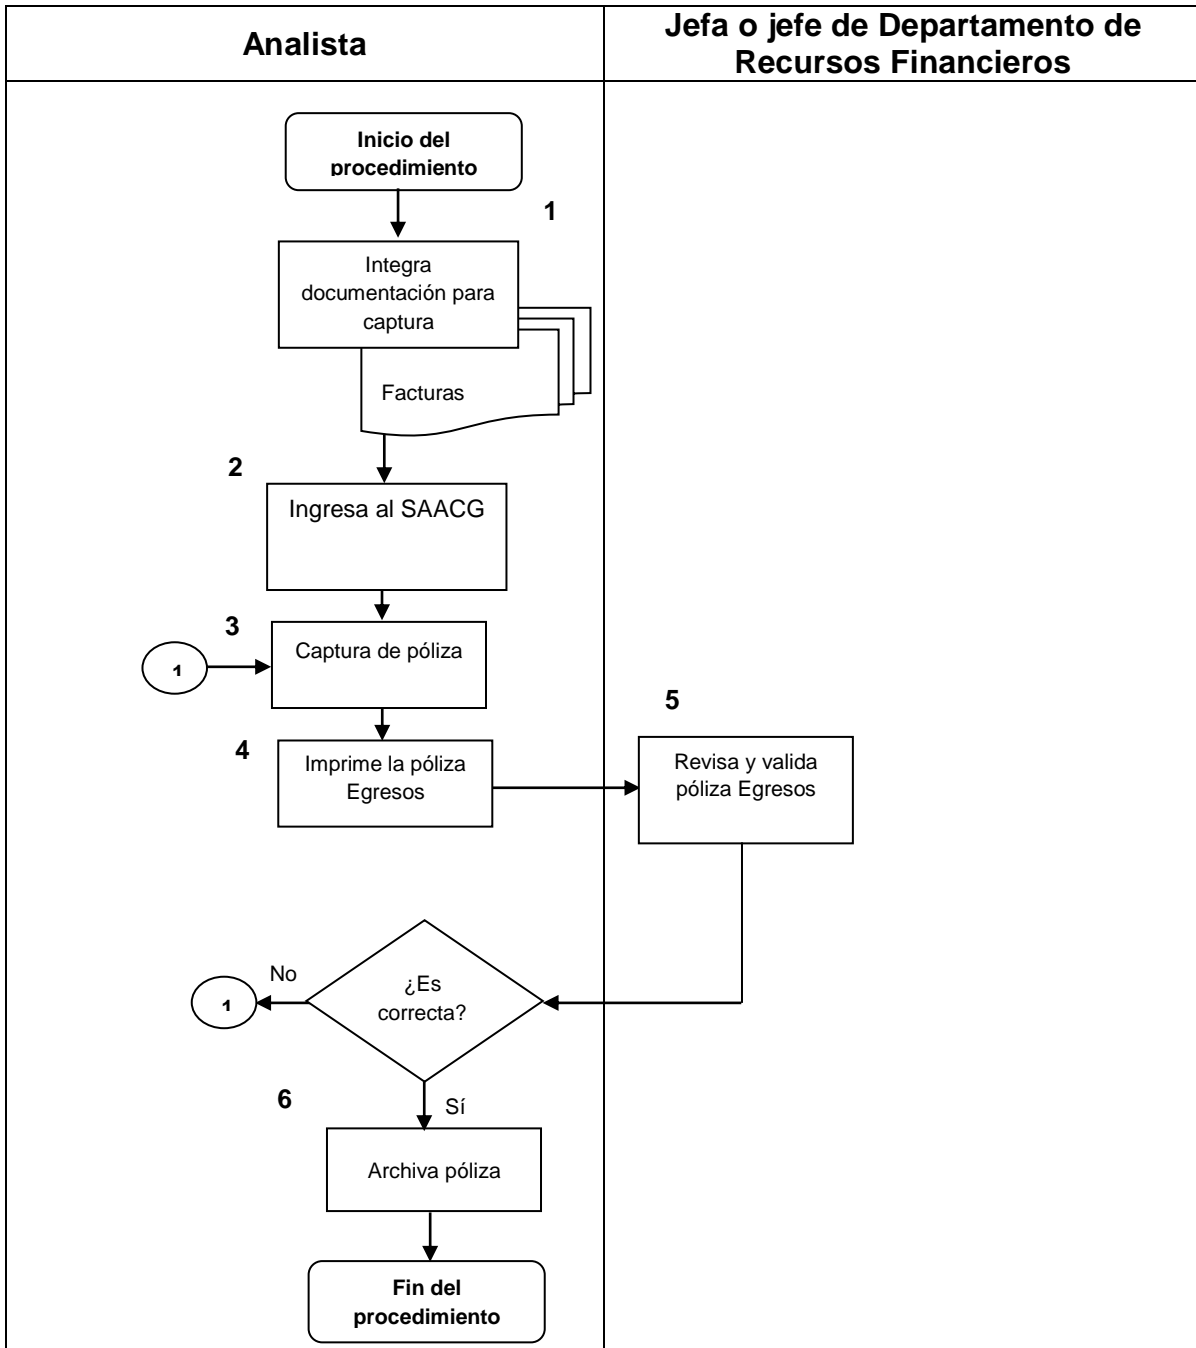 Analista
Jefa o jefe de Departamento de
Recursos Financieros
Inicio del
procedimiento
1
Integra
documentación para
captura
Facturas
2
Ingresa al SAACG
3
1
Captura de póliza
4
Imprime la póliza
Egresos
5
Revisa y valida
póliza Egresos
¿Es
correcta?
No
1
Sí
6
Archiva póliza
Fin del
procedimiento